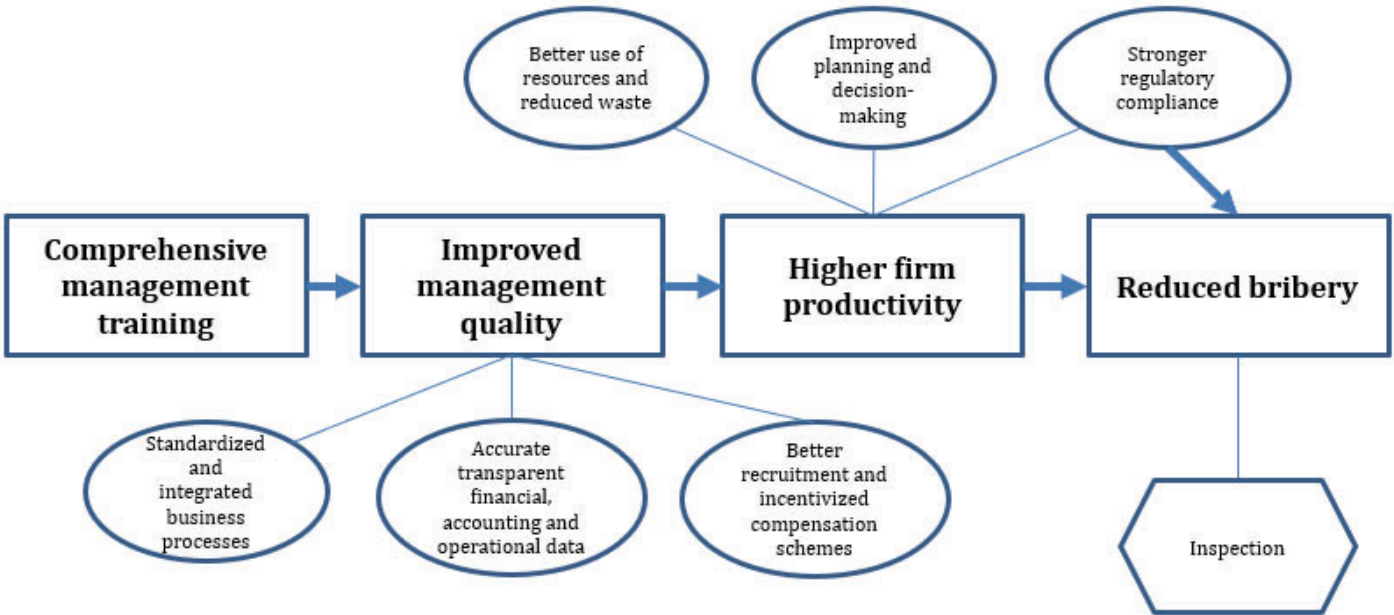 Better use of
resources and
reduced waste
Improved
planning and
decision-
making
Stronger
regulatory
compliance
Comprehensive
management
training
Improved
management
quality
Higher firm
productivity
Reduced bribery
Standardized
and
integrated
business
processes
Accurate
transparent
financial,
accounting and
operational data
Better
recruitment and
incentivized
compensation
schemes
Inspection